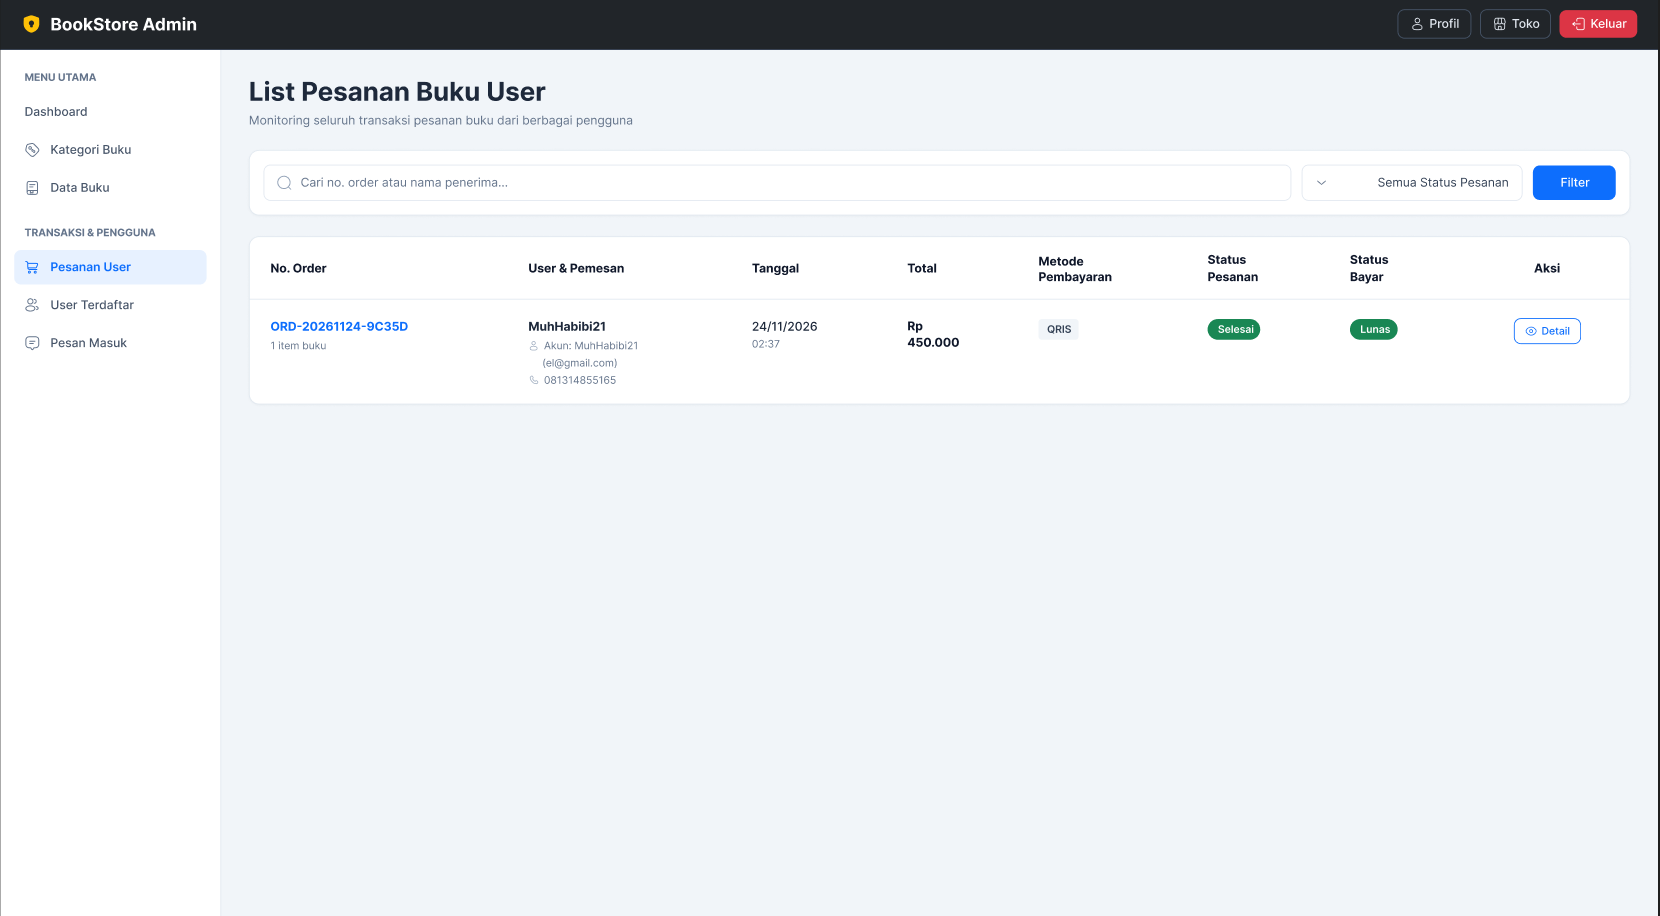 BookStore Admin
Profil
Toko
Keluar
MENU UTAMA
Dashboard
Kategori Buku
Data Buku
TRANSAKSI & PENGGUNA
Pesanan User
User Terdaftar
Pesan Masuk
List Pesanan Buku User
Monitoring seluruh transaksi pesanan buku dari berbagai pengguna
Cari no. order atau nama penerima...
Semua Status Pesanan
Filter
No. Order
User & Pemesan
Tanggal
Total
Metode
Pembayaran
Status
Pesanan
Status
Bayar
Aksi
ORD-20261124-9C35D
1 item buku
MuhHabibi21
Akun: MuhHabibi21
(el@gmail.com)
081314855165
24/11/2026
02:37
Rp
450.000
QRIS
Selesai
Lunas
Detail